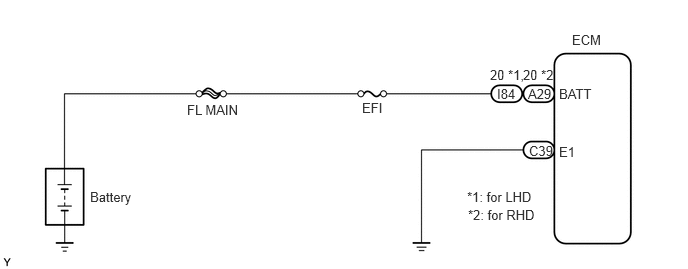 ECM
20 *1,20 *2
I84 A29 BATT
FL MAIN
EFI
C39 E1
Battery
*1: for LHD
*2: for RHD
Y